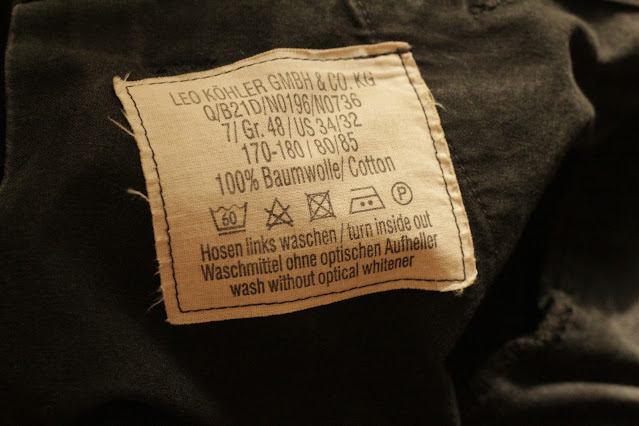 LEO KÖHLER GMBH & CO. KG
Q/B21D/N0196/N0736
7/ Gr. 48 / US 34/32
170-180 / 80/85
100% Baumwolle/ Cotton
60 P
Hosen links waschen / turn inside out
Waschmittel ohne optischen Aufheller
wash without optical whitener